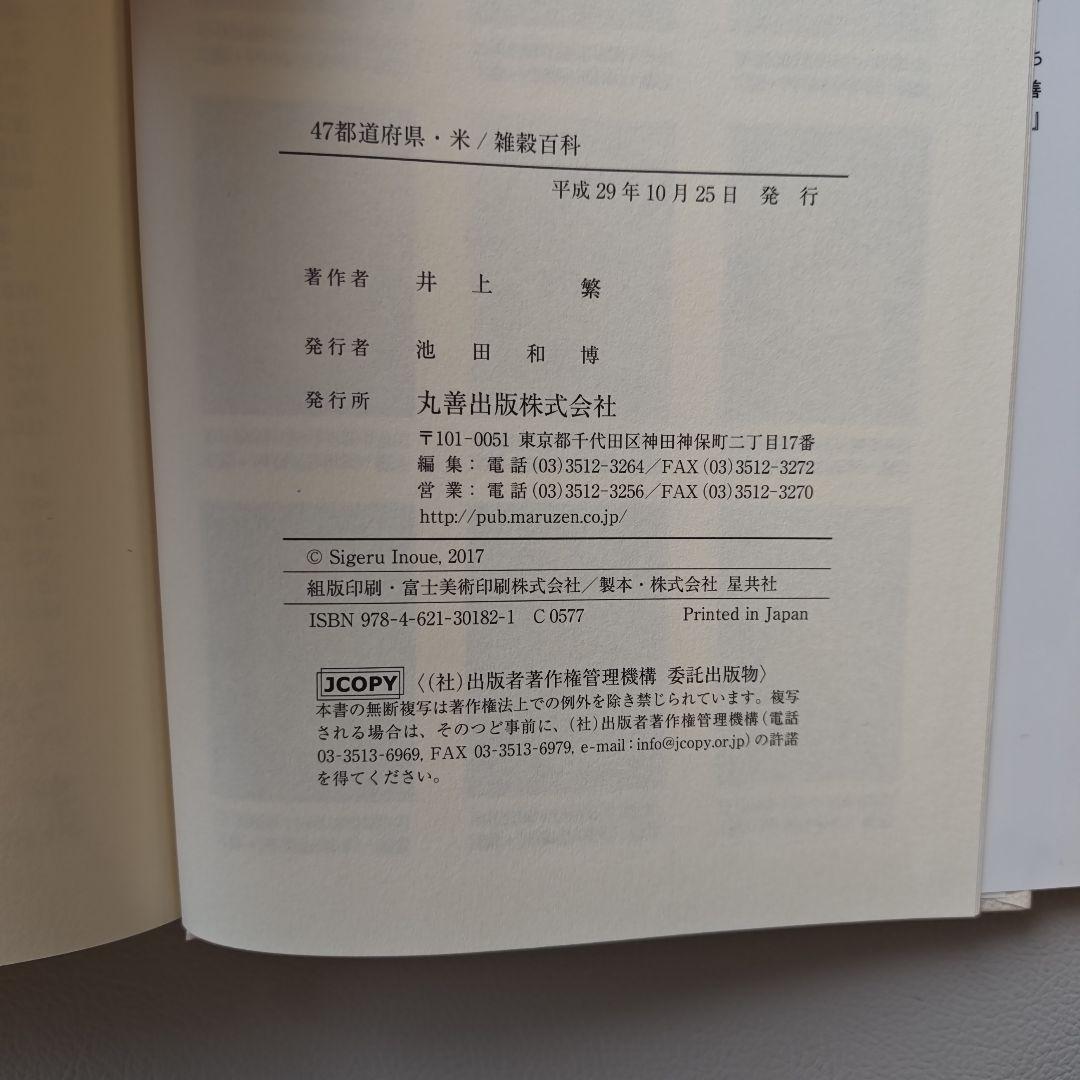 47都道府県・米/雑穀百科
平成29年10月25日 発 行
著作者 井 上 繁
発行者 池 田 和 博
発行所 丸善出版株式会社
〒101-0051 東京都千代田区神田神保町二丁目17番
編 集：電話(03)3512-3264／FAX(03)3512-3272
営 業：電話(03)3512-3256／FAX(03)3512-3270
http://pub.maruzen.co.jp/
© Sigeru Inoue, 2017
組版印刷・富士美術印刷株式会社／製本・株式会社 星共社
ISBN 978-4-621-30182-1 C 0577 Printed in Japan
JCOPY 〈(社)出版者著作権管理機構 委託出版物〉
本書の無断複写は著作権法上での例外を除き禁じられています。複写
される場合は、そのつど事前に、(社)出版者著作権管理機構(電話
03-3513-6969, FAX 03-3513-6979, e-mail：info@jcopy.or.jp)の許諾
を得てください。